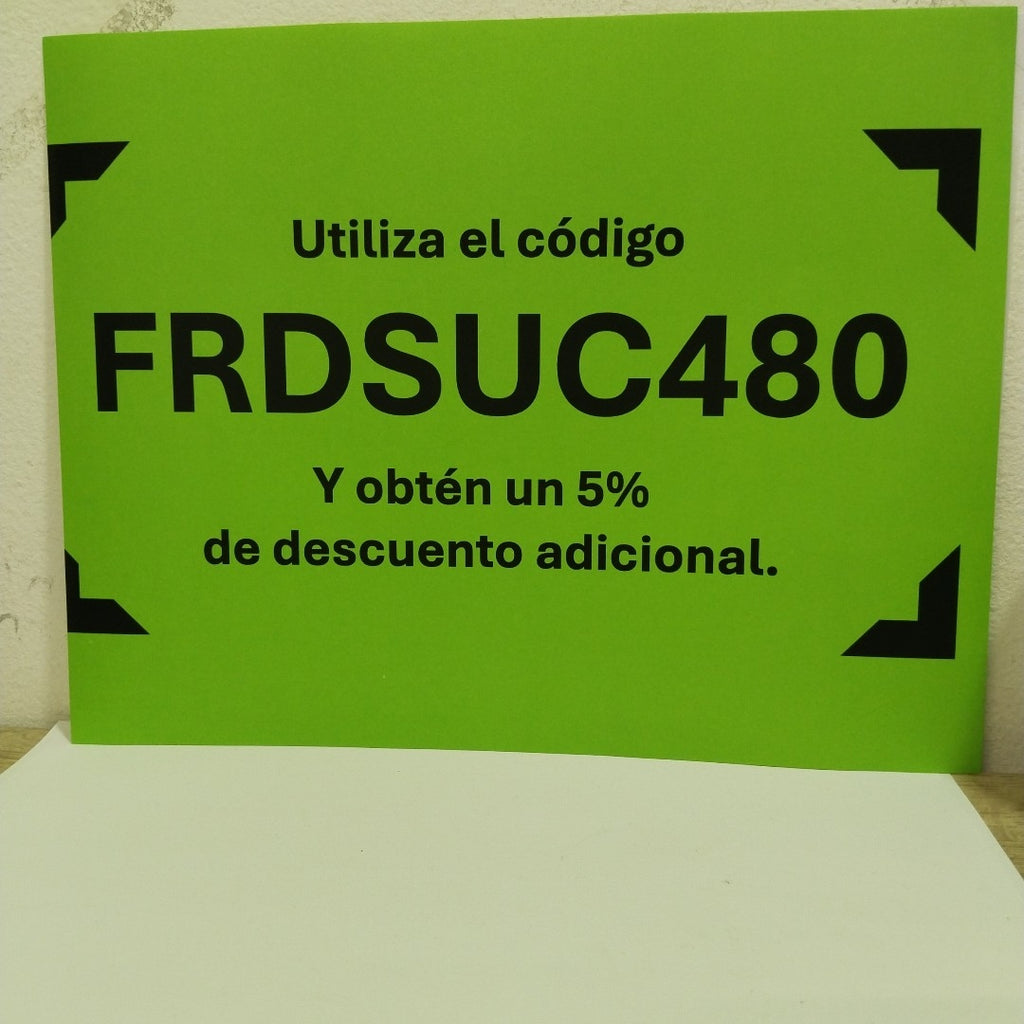 Utiliza el código
FRDSUC480
Y obtén un 5%
de descuento adicional.